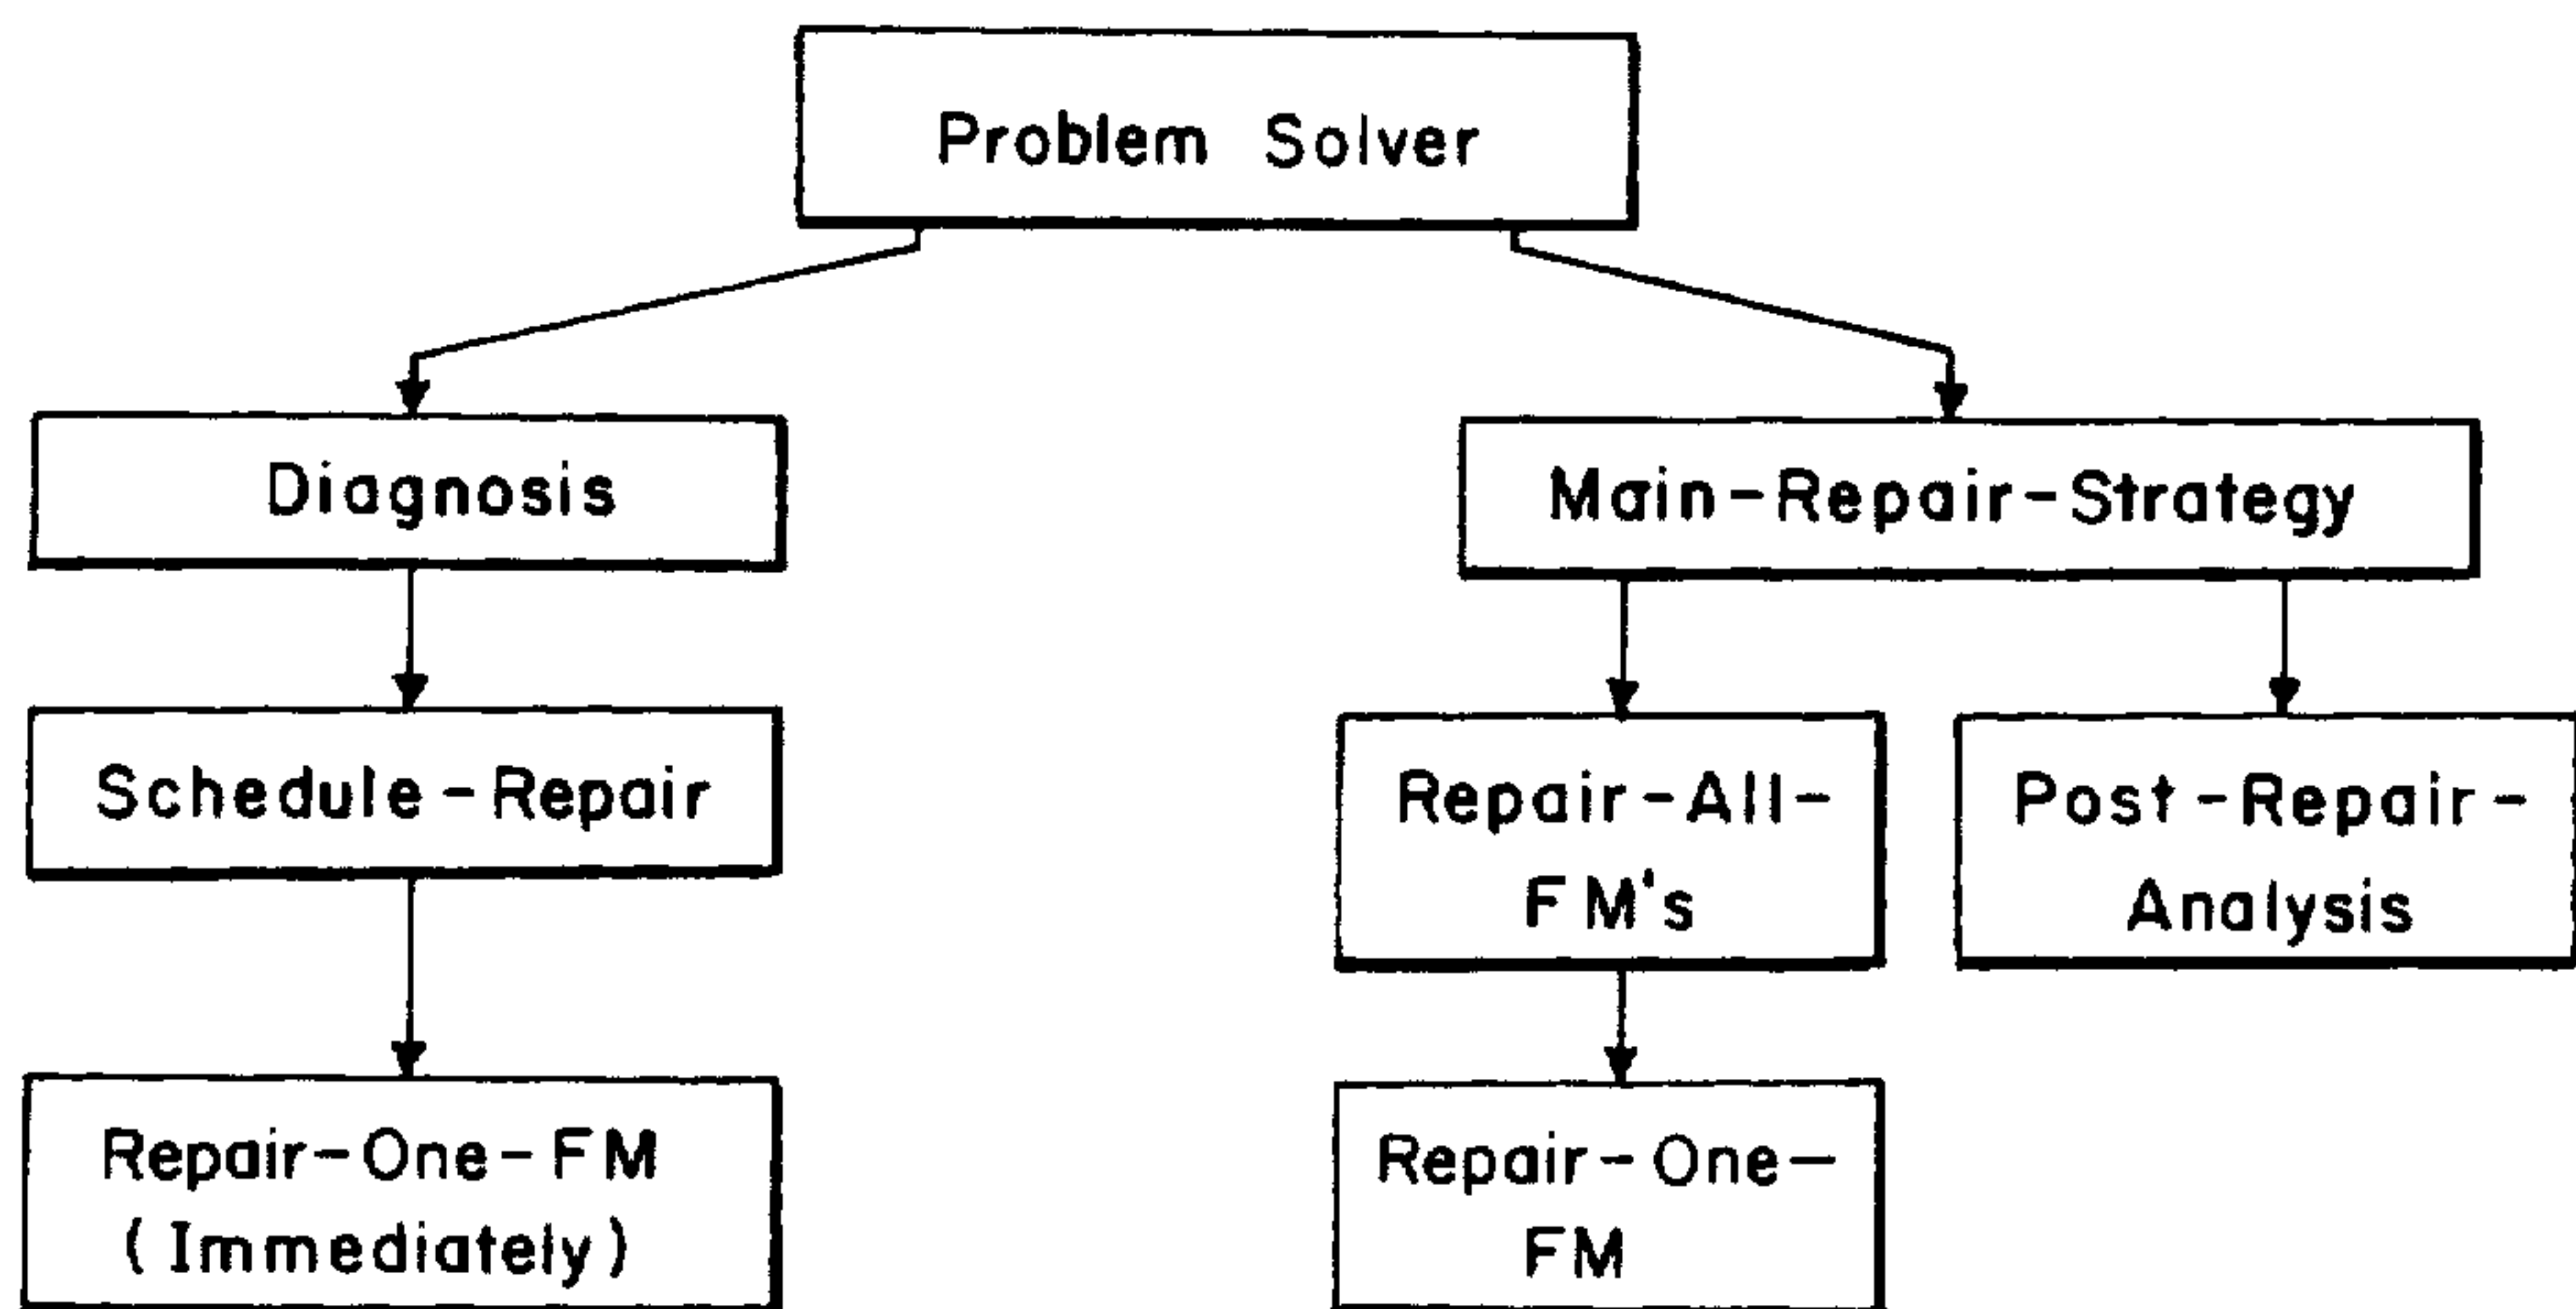 Problem Solver
Diagnosis
Main-Repair-Strategy
Schedule-Repair
Repair-All-
FM's
Post-Repair-
Analysis
Repair-One-FM
(Immediately)
Repair-One-
FM